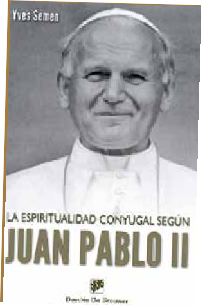 Yves Semen
LA ESPIRITUALIDAD CONYUGAL SEGÚN
JUAN PABLO II
Desclée De Brouwer